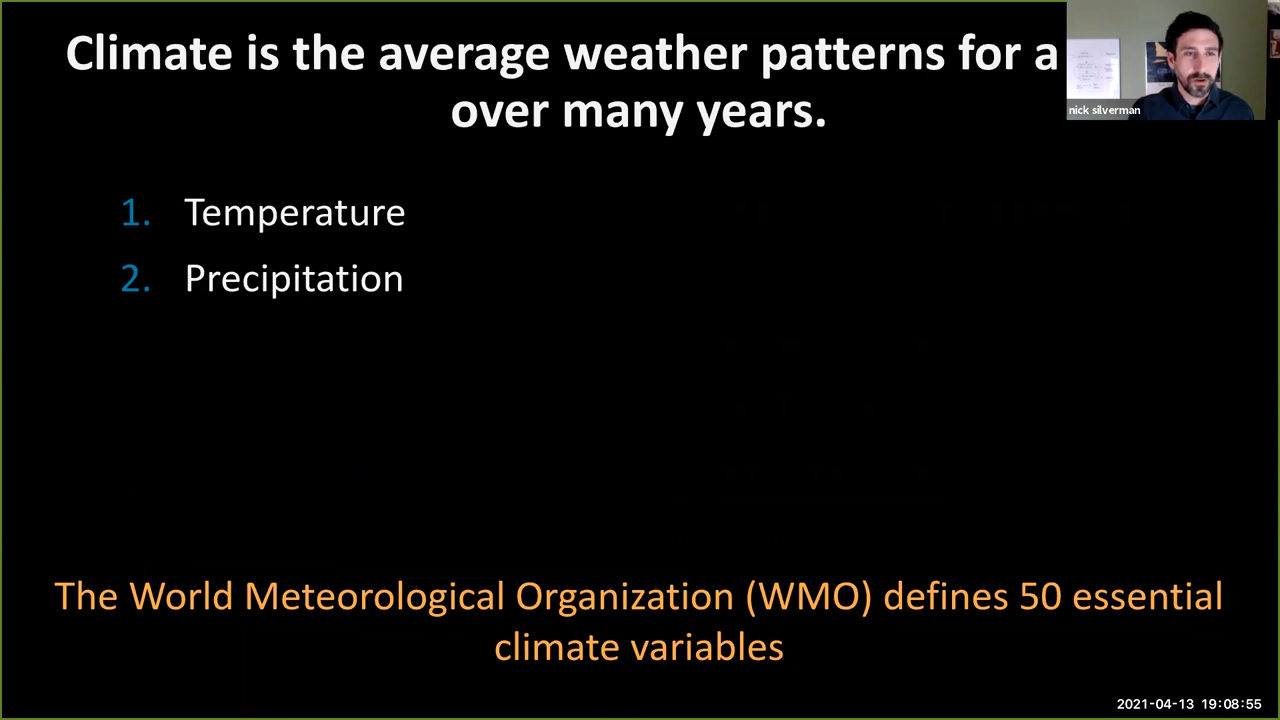 Climate is the average weather patterns for a
over many years.
nick silverman
1. Temperature
2. Precipitation
The World Meteorological Organization (WMO) defines 50 essential
climate variables
2021-04-13 19:08:55